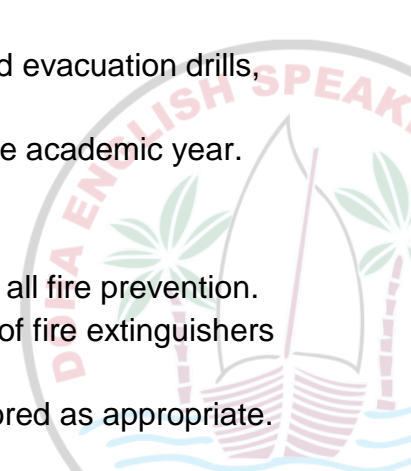 d evacuation drills,
e academic year.
all fire prevention.
of fire extinguishers
ored as appropriate.
DOHA ENGLISH SPEAK